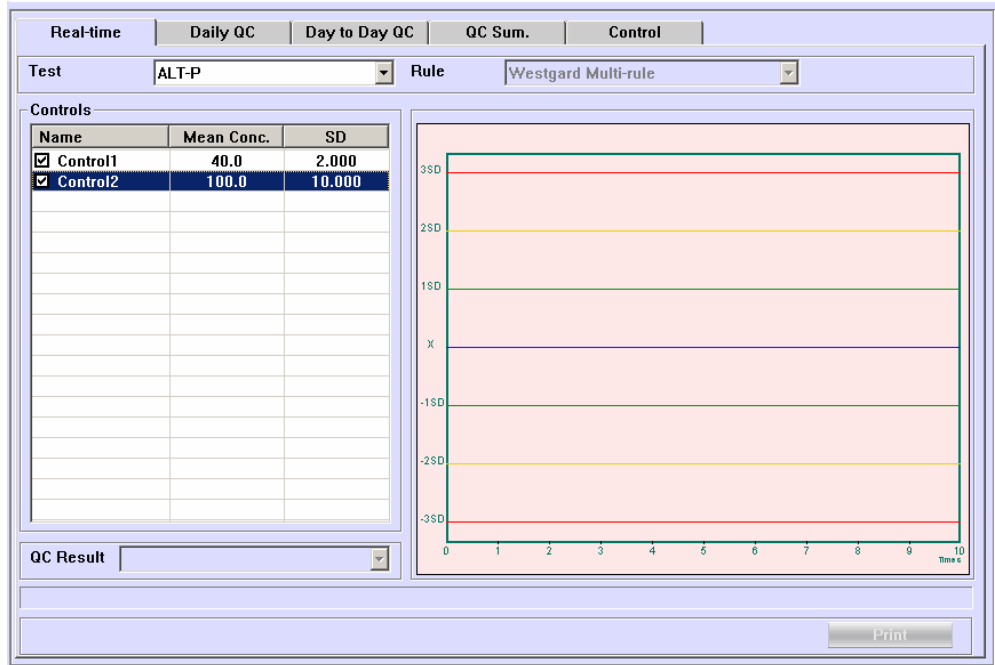 Real-time Daily QC Day to Day QC QC Sum. Control
Test ALT-P Rule Westgard Multi-rule
Controls
Name Mean Conc. SD
Control1 40.0 2.000
Control2 100.0 10.000
QC Result
3SD
2SD
1SD
X
-1SD
-2SD
-3SD
0 1 2 3 4 5 6 7 8 9 10
Times
Print